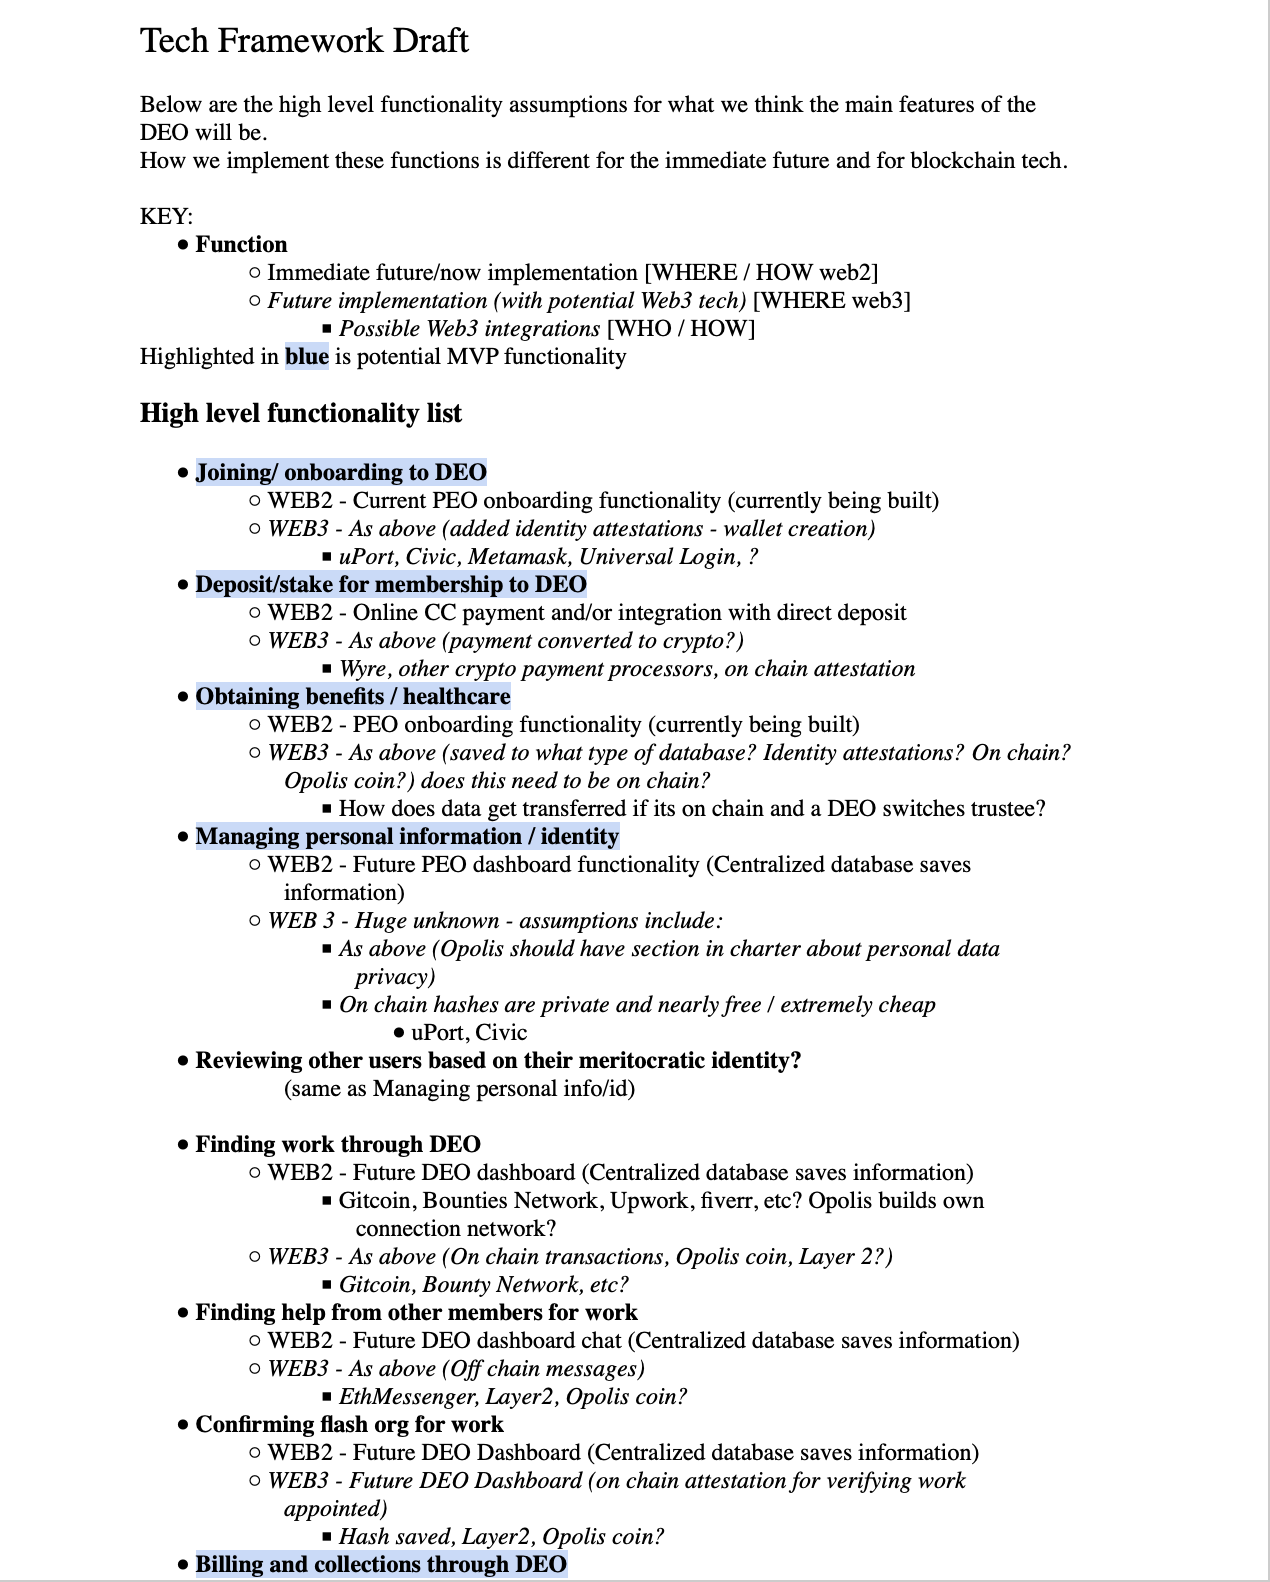 Tech Framework Draft
Below are the high level functionality assumptions for what we think the main features of the
DEO will be.
How we implement these functions is different for the immediate future and for blockchain tech.
KEY:
● Function
○ Immediate future/now implementation [WHERE / HOW web2]
○ Future implementation (with potential Web3 tech) [WHERE web3]
■ Possible Web3 integrations [WHO / HOW]
Highlighted in blue is potential MVP functionality
High level functionality list
● Joining/ onboarding to DEO
○ WEB2 - Current PEO onboarding functionality (currently being built)
○ WEB3 - As above (added identity attestations - wallet creation)
■ uPort, Civic, Metamask, Universal Login, ?
● Deposit/stake for membership to DEO
○ WEB2 - Online CC payment and/or integration with direct deposit
○ WEB3 - As above (payment converted to crypto?)
■ Wyre, other crypto payment processors, on chain attestation
● Obtaining benefits / healthcare
○ WEB2 - PEO onboarding functionality (currently being built)
○ WEB3 - As above (saved to what type of database? Identity attestations? On chain?
Opolis coin?) does this need to be on chain?
■ How does data get transferred if its on chain and a DEO switches trustee?
● Managing personal information / identity
○ WEB2 - Future PEO dashboard functionality (Centralized database saves
information)
○ WEB 3 - Huge unknown - assumptions include:
■ As above (Opolis should have section in charter about personal data
privacy)
■ On chain hashes are private and nearly free / extremely cheap
● uPort, Civic
● Reviewing other users based on their meritocratic identity?
(same as Managing personal info/id)
● Finding work through DEO
○ WEB2 - Future DEO dashboard (Centralized database saves information)
■ Gitcoin, Bounties Network, Upwork, fiverr, etc? Opolis builds own
connection network?
○ WEB3 - As above (On chain transactions, Opolis coin, Layer 2?)
■ Gitcoin, Bounty Network, etc?
● Finding help from other members for work
○ WEB2 - Future DEO dashboard chat (Centralized database saves information)
○ WEB3 - As above (Off chain messages)
■ EthMessenger, Layer2, Opolis coin?
● Confirming flash org for work
○ WEB2 - Future DEO Dashboard (Centralized database saves information)
○ WEB3 - Future DEO Dashboard (on chain attestation for verifying work
appointed)
■ Hash saved, Layer2, Opolis coin?
● Billing and collections through DEO